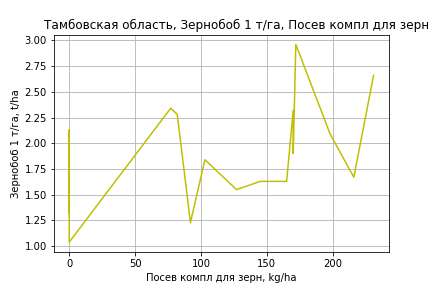 Тамбовская область, Зернобоб 1 т/га, Посев компл для зерн
3.00
2.75
2.50
2.25
2.00
1.75
1.50
1.25
1.00
Зернобоб 1 т/га, t/ha
0 50 100 150 200
Посев компл для зерн, kg/ha